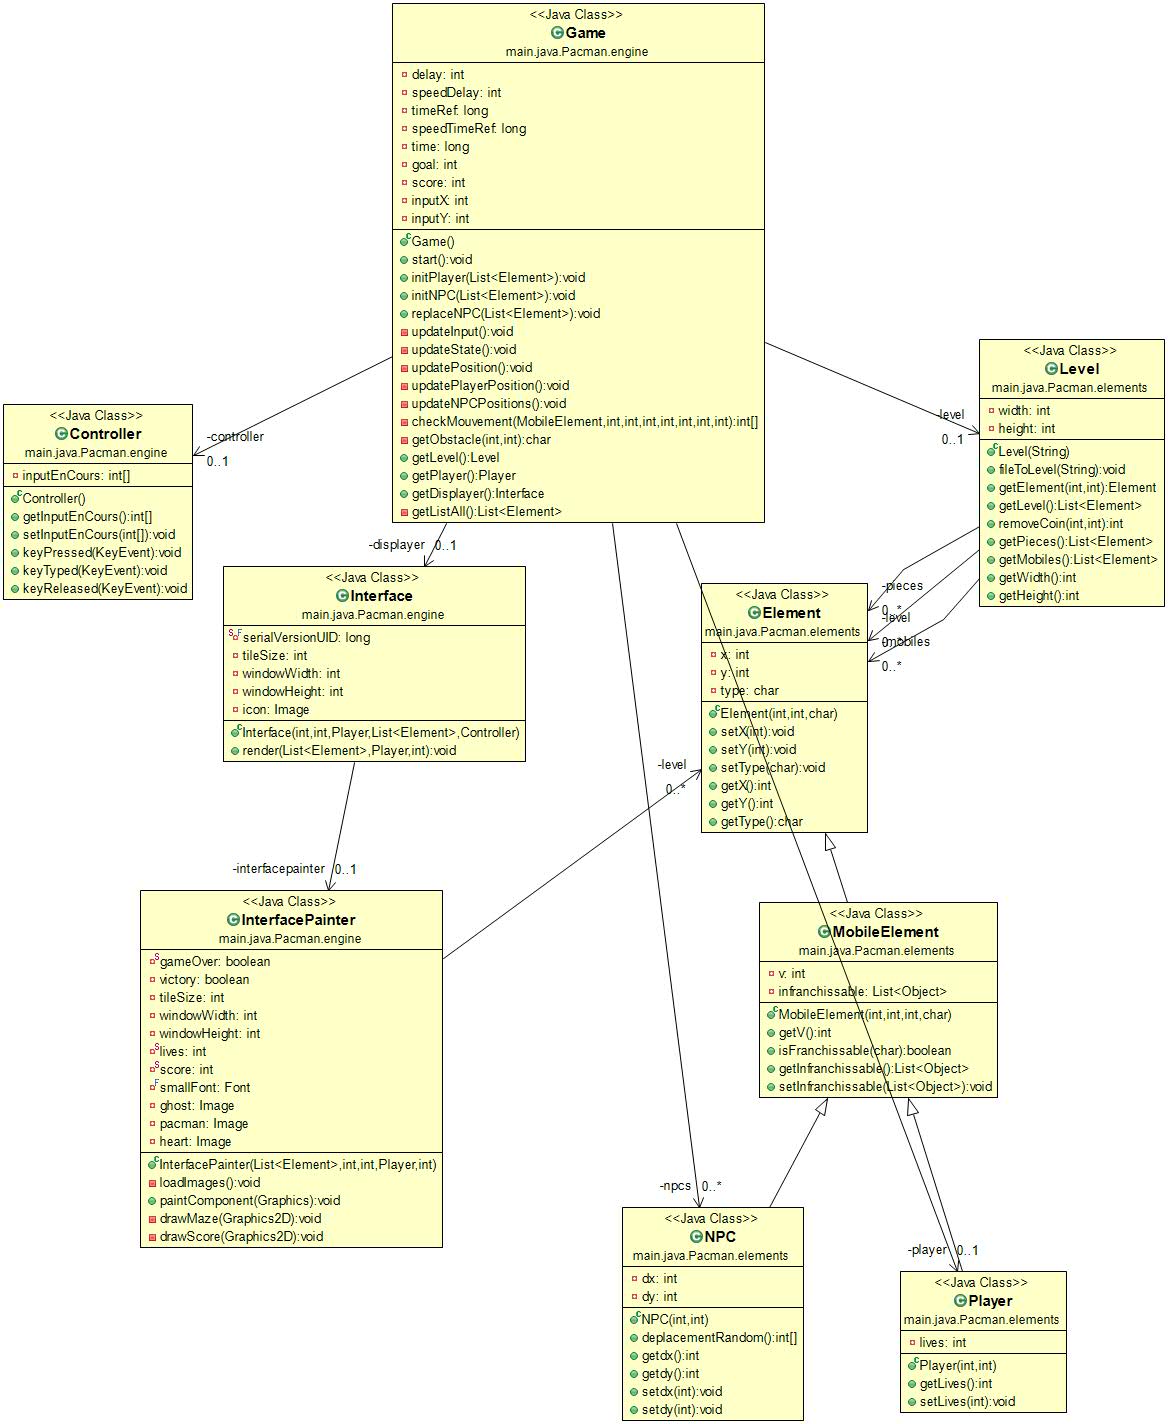 <<Java Class>>
Game
main.java.Pacman.engine
delay: int
speedDelay: int
timeRef: long
speedTimeRef: long
time: long
goal: int
score: int
inputX: int
inputY: int
Game()
start():void
initPlayer(List<Element>):void
initNPC(List<Element>):void
replaceNPC(List<Element>):void
updateInput():void
updateState():void
updatePosition():void
updatePlayerPosition():void
updateNPCPositions():void
checkMouvement(MobileElement,int,int,int,int,int,int,int):int[]
getObstacle(int,int):char
getLevel():Level
getPlayer():Player
getDisplayer():Interface
getListAll():List<Element>
-controller
0..1
-level
0..1
-displayer
0..1
<<Java Class>>
Controller
main.java.Pacman.engine
inputEnCours: int[]
Controller()
getInputEnCours():int[]
setInputEnCours(int[]):void
keyPressed(KeyEvent):void
keyTyped(KeyEvent):void
keyReleased(KeyEvent):void
<<Java Class>>
Level
main.java.Pacman.elements
width: int
height: int
Level(String)
fileToLevel(String):void
getElement(int,int):Element
getLevel():List<Element>
removeCoin(int,int):int
getPieces():List<Element>
getMobiles():List<Element>
getWidth():int
getHeight():int
-pieces
0..*
-level
0..*
-mobiles
0..*
<<Java Class>>
Interface
main.java.Pacman.engine
serialVersionUID: long
tileSize: int
windowWidth: int
windowHeight: int
icon: Image
Interface(int,int,Player,List<Element>,Controller)
render(List<Element>,Player,int):void
<<Java Class>>
Element
main.java.Pacman.elements
x: int
y: int
type: char
Element(int,int,char)
setX(int):void
setY(int):void
setType(char):void
getX():int
getY():int
getType():char
-level
0..*
-interfacepainter
0..1
<<Java Class>>
InterfacePainter
main.java.Pacman.engine
gameOver: boolean
victory: boolean
tileSize: int
windowWidth: int
windowHeight: int
lives: int
score: int
smallFont: Font
ghost: Image
pacman: Image
heart: Image
InterfacePainter(List<Element>,int,int,Player,int)
loadImages():void
paintComponent(Graphics):void
drawMaze(Graphics2D):void
drawScore(Graphics2D):void
<<Java Class>>
MobileElement
main.java.Pacman.elements
v: int
infranchissable: List<Object>
MobileElement(int,int,int,char)
getV():int
isFranchissable(char):boolean
getInfranchissable():List<Object>
setInfranchissable(List<Object>):void
-npcs
0..*
<<Java Class>>
NPC
main.java.Pacman.elements
dx: int
dy: int
NPC(int,int)
deplacementRandom():int[]
getdx():int
getdy():int
setdx(int):void
setdy(int):void
-player
0..1
<<Java Class>>
Player
main.java.Pacman.elements
lives: int
Player(int,int)
getLives():int
setLives(int):void